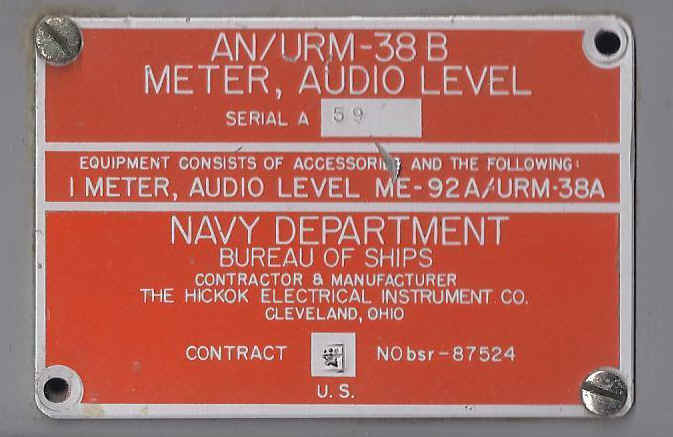 AN/URM-38 B
METER, AUDIO LEVEL
SERIAL A 59
EQUIPMENT CONSISTS OF ACCESSORIES AND THE FOLLOWING:
1 METER, AUDIO LEVEL ME-92A/URM-38A
NAVY DEPARTMENT
BUREAU OF SHIPS
CONTRACTOR & MANUFACTURER
THE HICKOK ELECTRICAL INSTRUMENT CO.
CLEVELAND, OHIO
CONTRACT NObsr-87524
U. S.